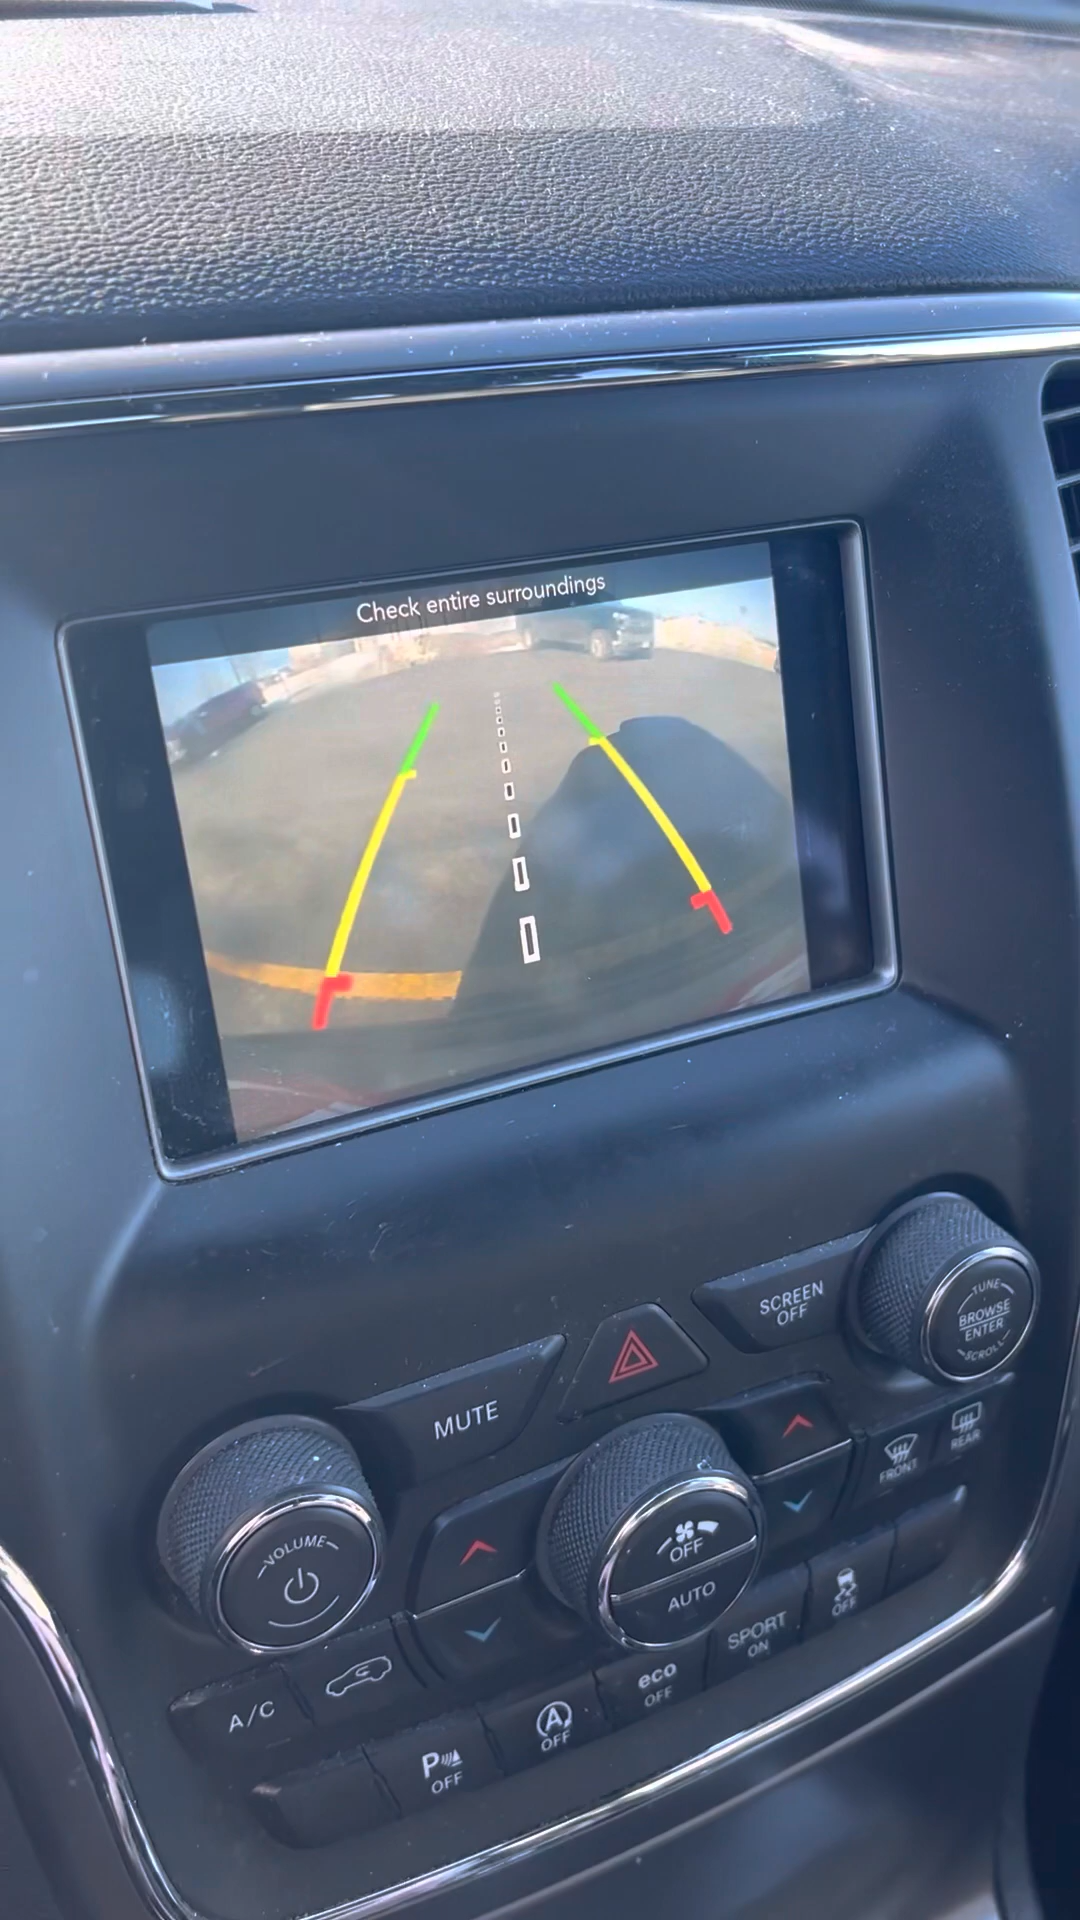 Check entire surroundings
SCREEN
OFF
TUNE
BROWSE
ENTER
SCROLL
MUTE
FRONT
REAR
VOLUME
OFF
AUTO
OFF
SPORT
ON
eco
OFF
A/C
A
OFF
P
OFF